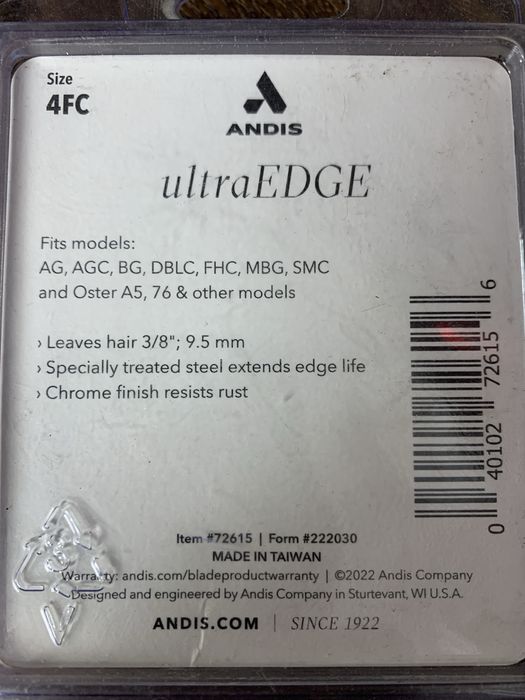 Size
4FC
ANDIS
ultraEDGE
Fits models:
AG, AGC, BG, DBLC, FHC, MBG, SMC
and Oster A5, 76 & other models
› Leaves hair 3/8"; 9.5 mm
› Specially treated steel extends edge life
› Chrome finish resists rust
0 40102 72615 6
Item #72615 | Form #222030
MADE IN TAIWAN
Warranty: andis.com/bladeproductwarranty | ©2022 Andis Company
Designed and engineered by Andis Company in Sturtevant, WI U.S.A.
ANDIS.COM | SINCE 1922